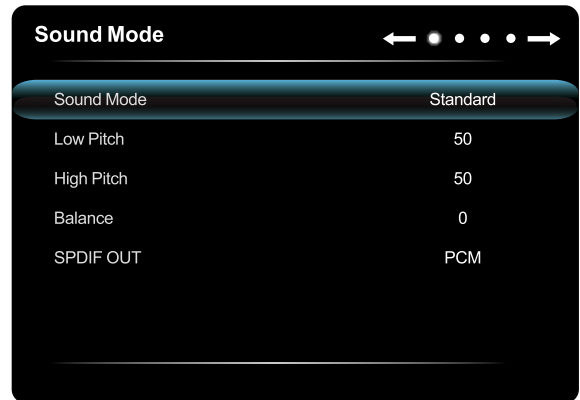 Sound Mode
Sound Mode Standard
Low Pitch 50
High Pitch 50
Balance 0
SPDIF OUT PCM